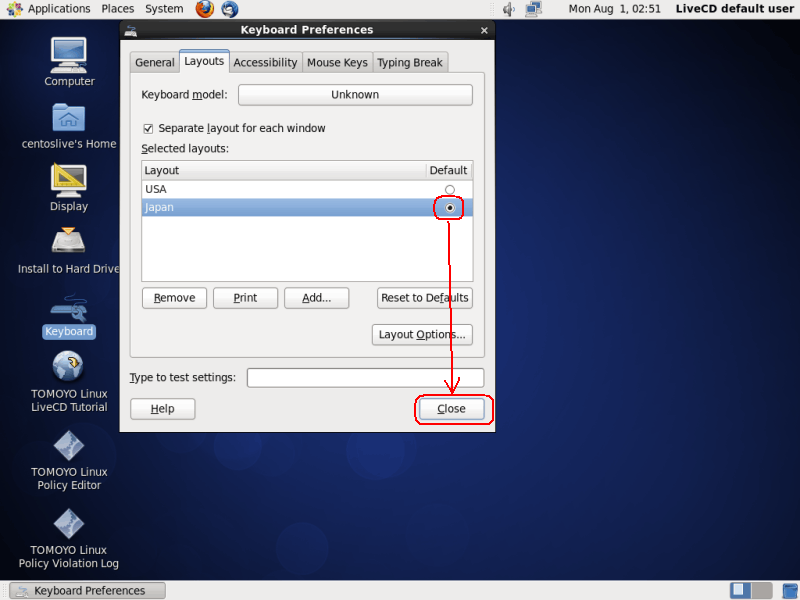 Applications Places System Mon Aug 1, 02:51 LiveCD default user
Keyboard Preferences
General Layouts Accessibility Mouse Keys Typing Break
Keyboard model: Unknown
Separate layout for each window
Selected layouts:
Layout Default
USA
Japan
Remove Print Add... Reset to Defaults
Layout Options...
Type to test settings:
Help Close
Computer
centoslive's Home
Display
Install to Hard Drive
Keyboard
TOMOYO Linux
LiveCD Tutorial
TOMOYO Linux
Policy Editor
TOMOYO Linux
Policy Violation Log
Keyboard Preferences